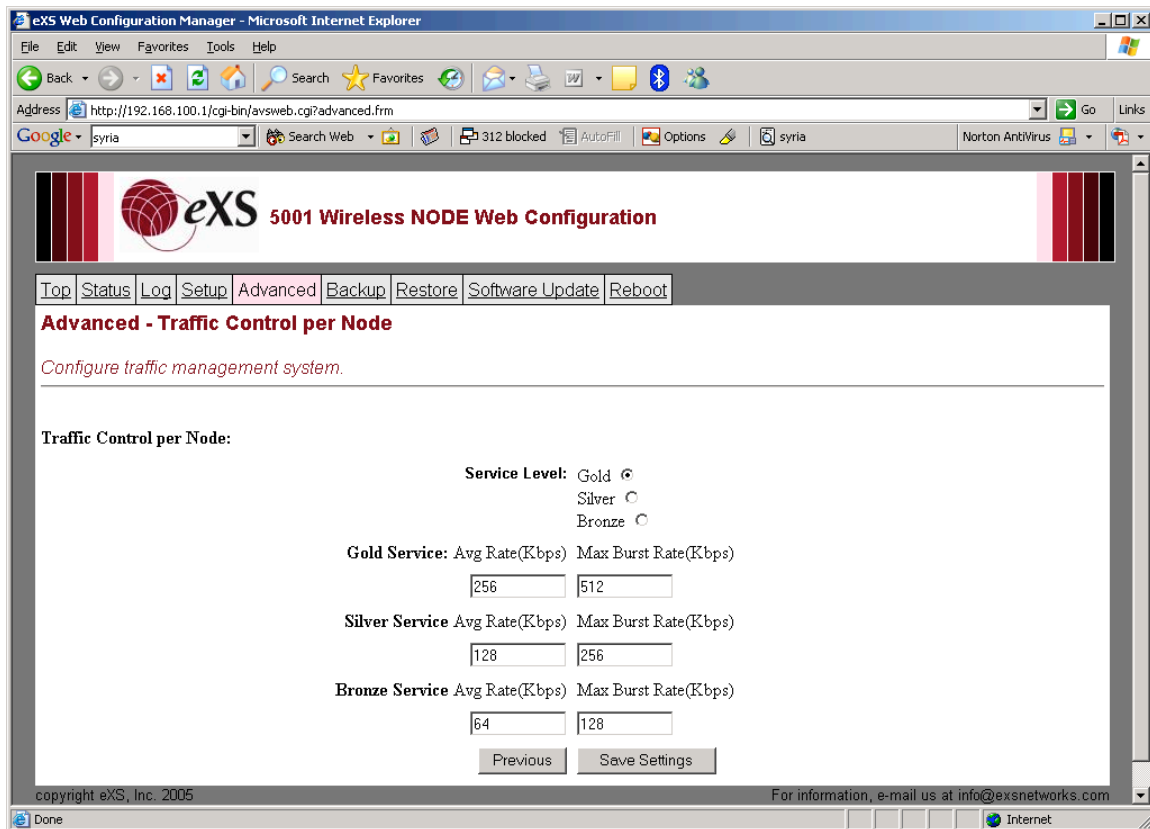 eXS Web Configuration Manager - Microsoft Internet Explorer
File Edit View Favorites Tools Help
Back Search Favorites
Address http://192.168.100.1/cgi-bin/avsweb.cgi?advanced.frm Go Links
Google syria Search Web 312 blocked AutoFill Options syria Norton AntiVirus
eXS 5001 Wireless NODE Web Configuration
Top Status Log Setup Advanced Backup Restore Software Update Reboot
Advanced - Traffic Control per Node
Configure traffic management system.
Traffic Control per Node:
Service Level: Gold
Silver
Bronze
Gold Service: Avg Rate(Kbps) Max Burst Rate(Kbps)
256 512
Silver Service Avg Rate(Kbps) Max Burst Rate(Kbps)
128 256
Bronze Service Avg Rate(Kbps) Max Burst Rate(Kbps)
64 128
Previous Save Settings
copyright eXS, Inc. 2005 For information, e-mail us at info@exsnetworks.com
Done Internet